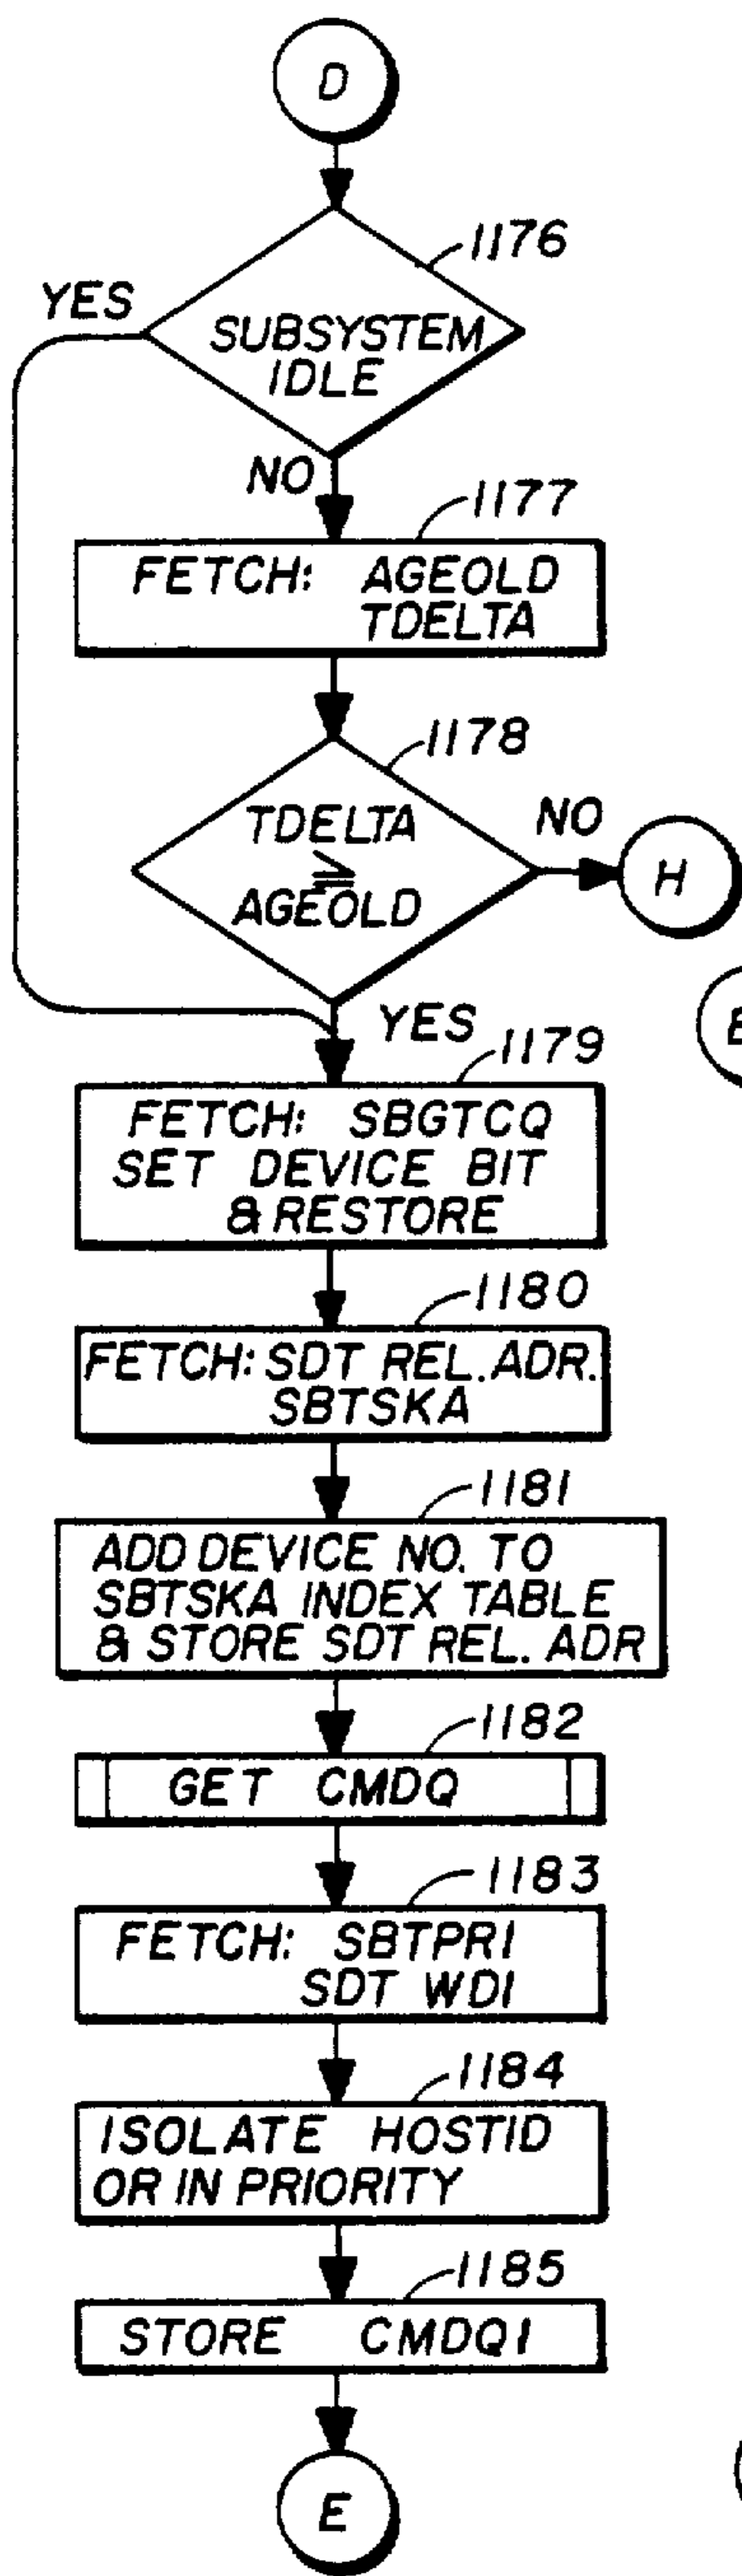 D
1176
YES
SUBSYSTEM
IDLE
NO
1177
FETCH: AGEOLD
TDELTA
1178
TDELTA
≥
AGEOLD
NO
H
YES
1179
FETCH: SBGTCQ
SET DEVICE BIT
& RESTORE
1180
FETCH: SDT REL. ADR.
SBTSKA
1181
ADD DEVICE NO. TO
SBTSKA INDEX TABLE
& STORE SDT REL. ADR
1182
GET CMDQ
1183
FETCH: SBTPRI
SDT WD1
1184
ISOLATE HOSTID
OR IN PRIORITY
1185
STORE CMDQ1
E